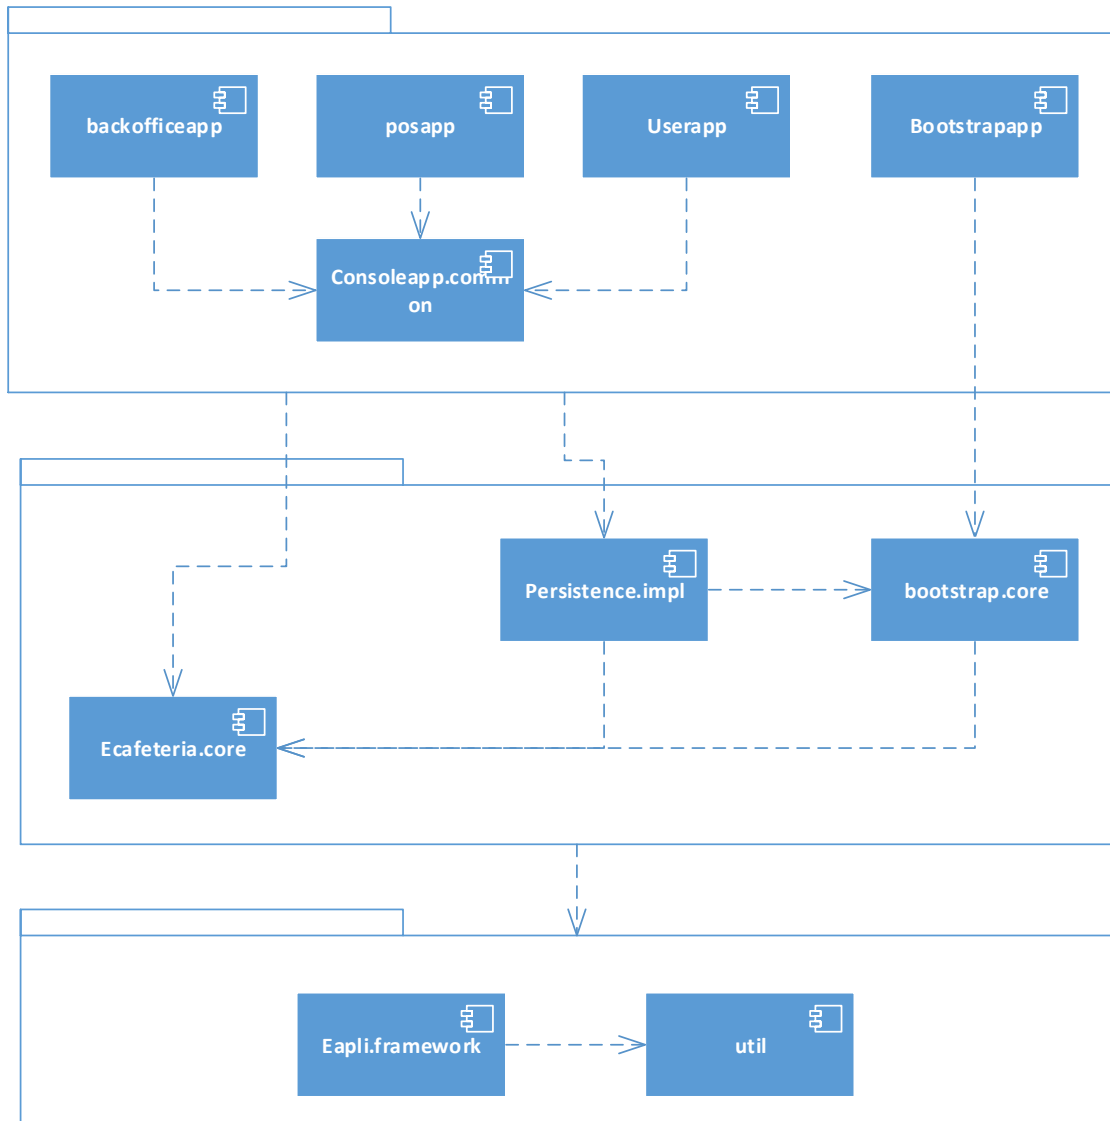 backofficeapp
posapp
Userapp
Bootstrapapp
Consoleapp.comm
on
Persistence.impl
bootstrap.core
Ecafeteria.core
Eapli.framework
util